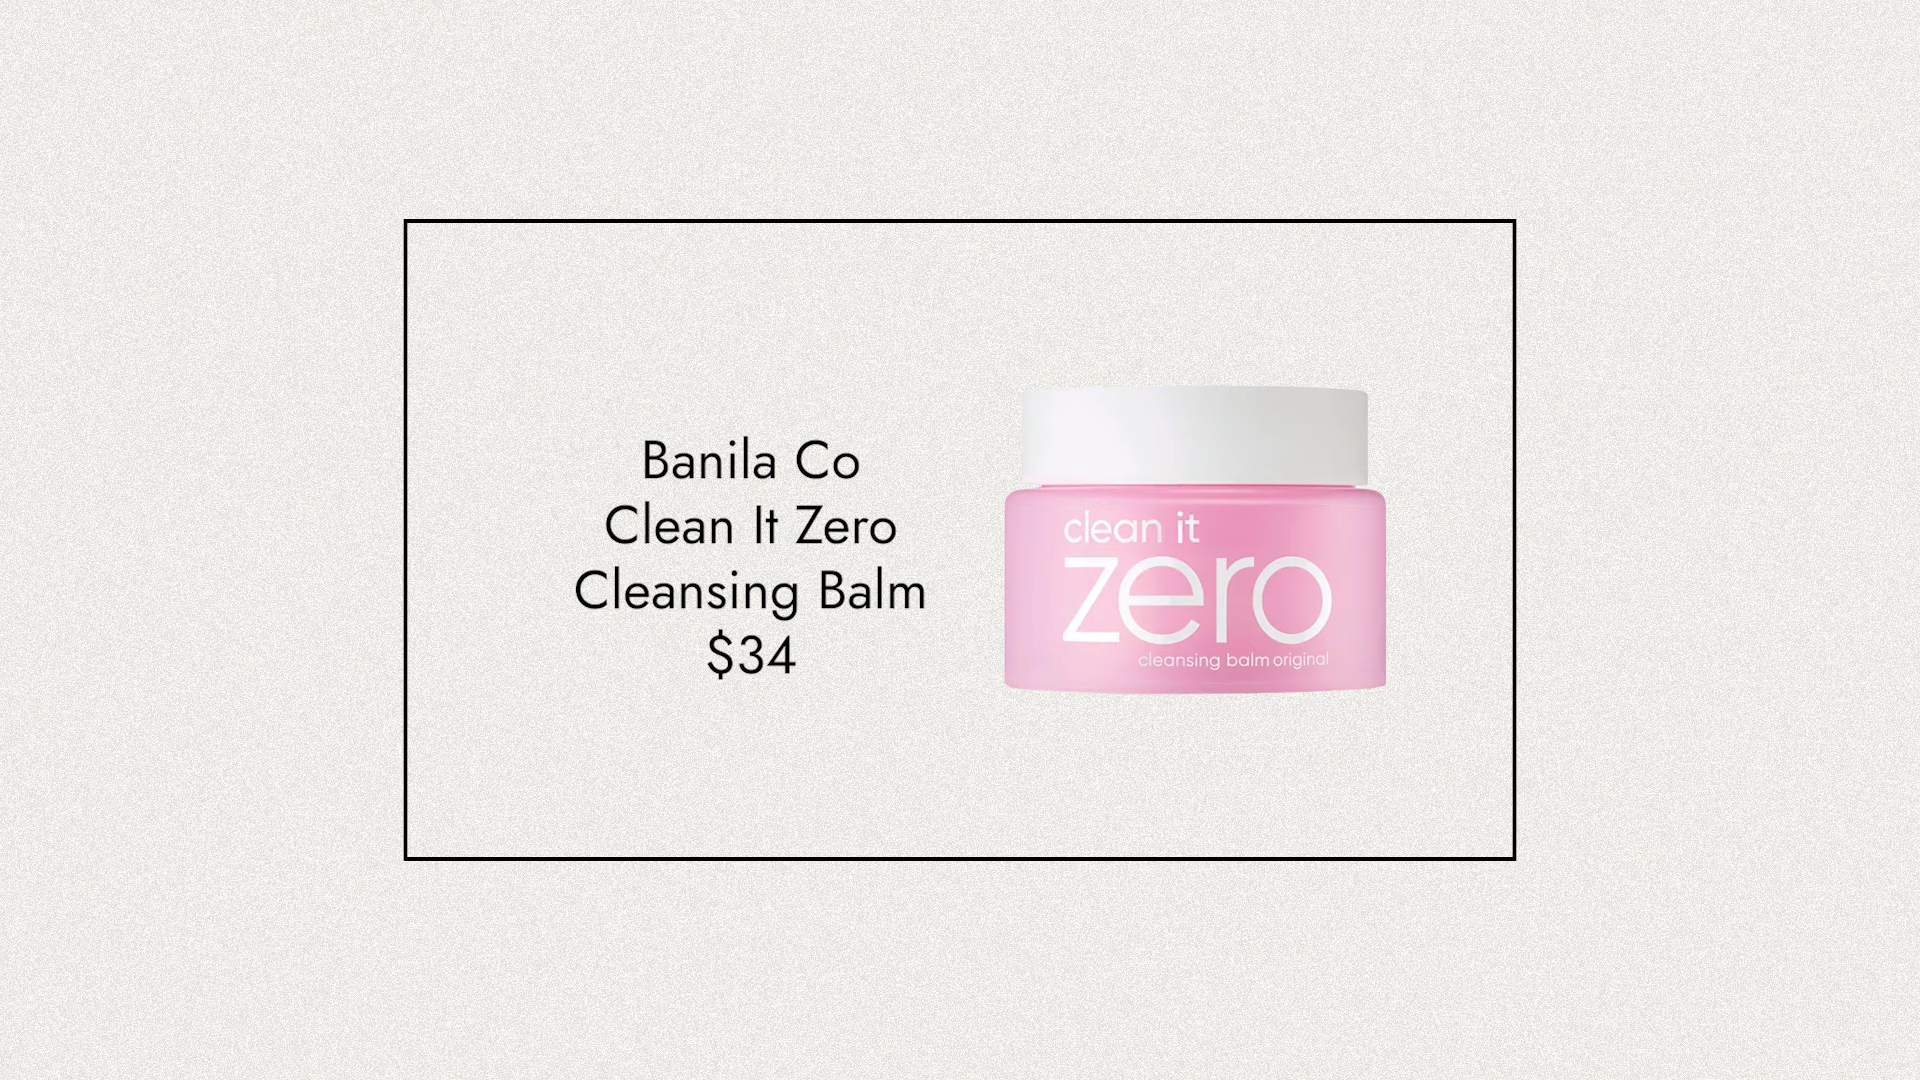 Banila Co
Clean It Zero
Cleansing Balm
$34
clean it
zero
cleansing balm original